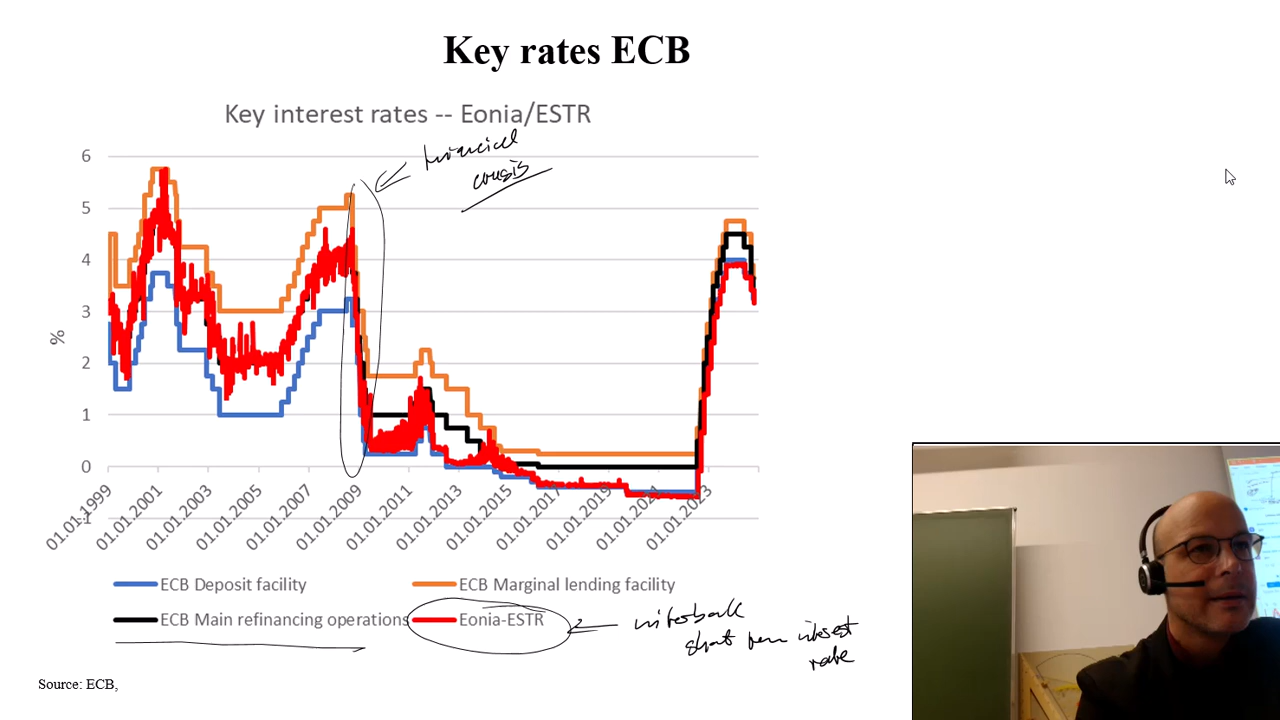 Key rates ECB
Key interest rates -- Eonia/ESTR
financial
crisis
6
5
4
3
2
1
0
-1
%
01.01.1999
01.01.2001
01.01.2003
01.01.2005
01.01.2007
01.01.2009
01.01.2011
01.01.2013
01.01.2015
01.01.2017
01.01.2019
01.01.2021
01.01.2023
ECB Deposit facility
ECB Marginal lending facility
ECB Main refinancing operations
Eonia-ESTR
interbank
short term interest
rate
Source: ECB,